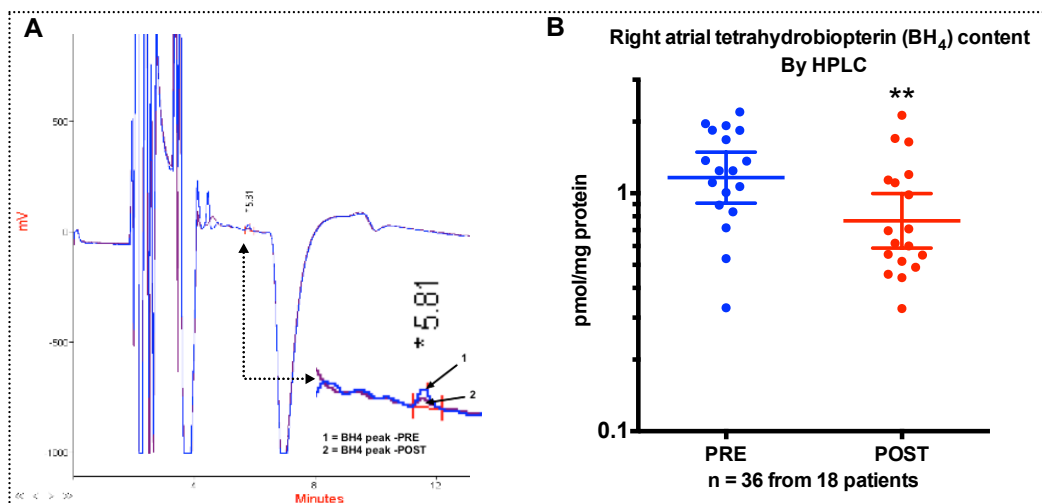 A
500
0
-500
1000
mV
* 5.81
* 5.81
1
2
1 = BH4 peak -PRE
2 = BH4 peak -POST
4
8
12
Minutes
« < > »
B
Right atrial tetrahydrobiopterin (BH4) content
By HPLC
**
1
0.1
pmol/mg protein
PRE POST
n = 36 from 18 patients